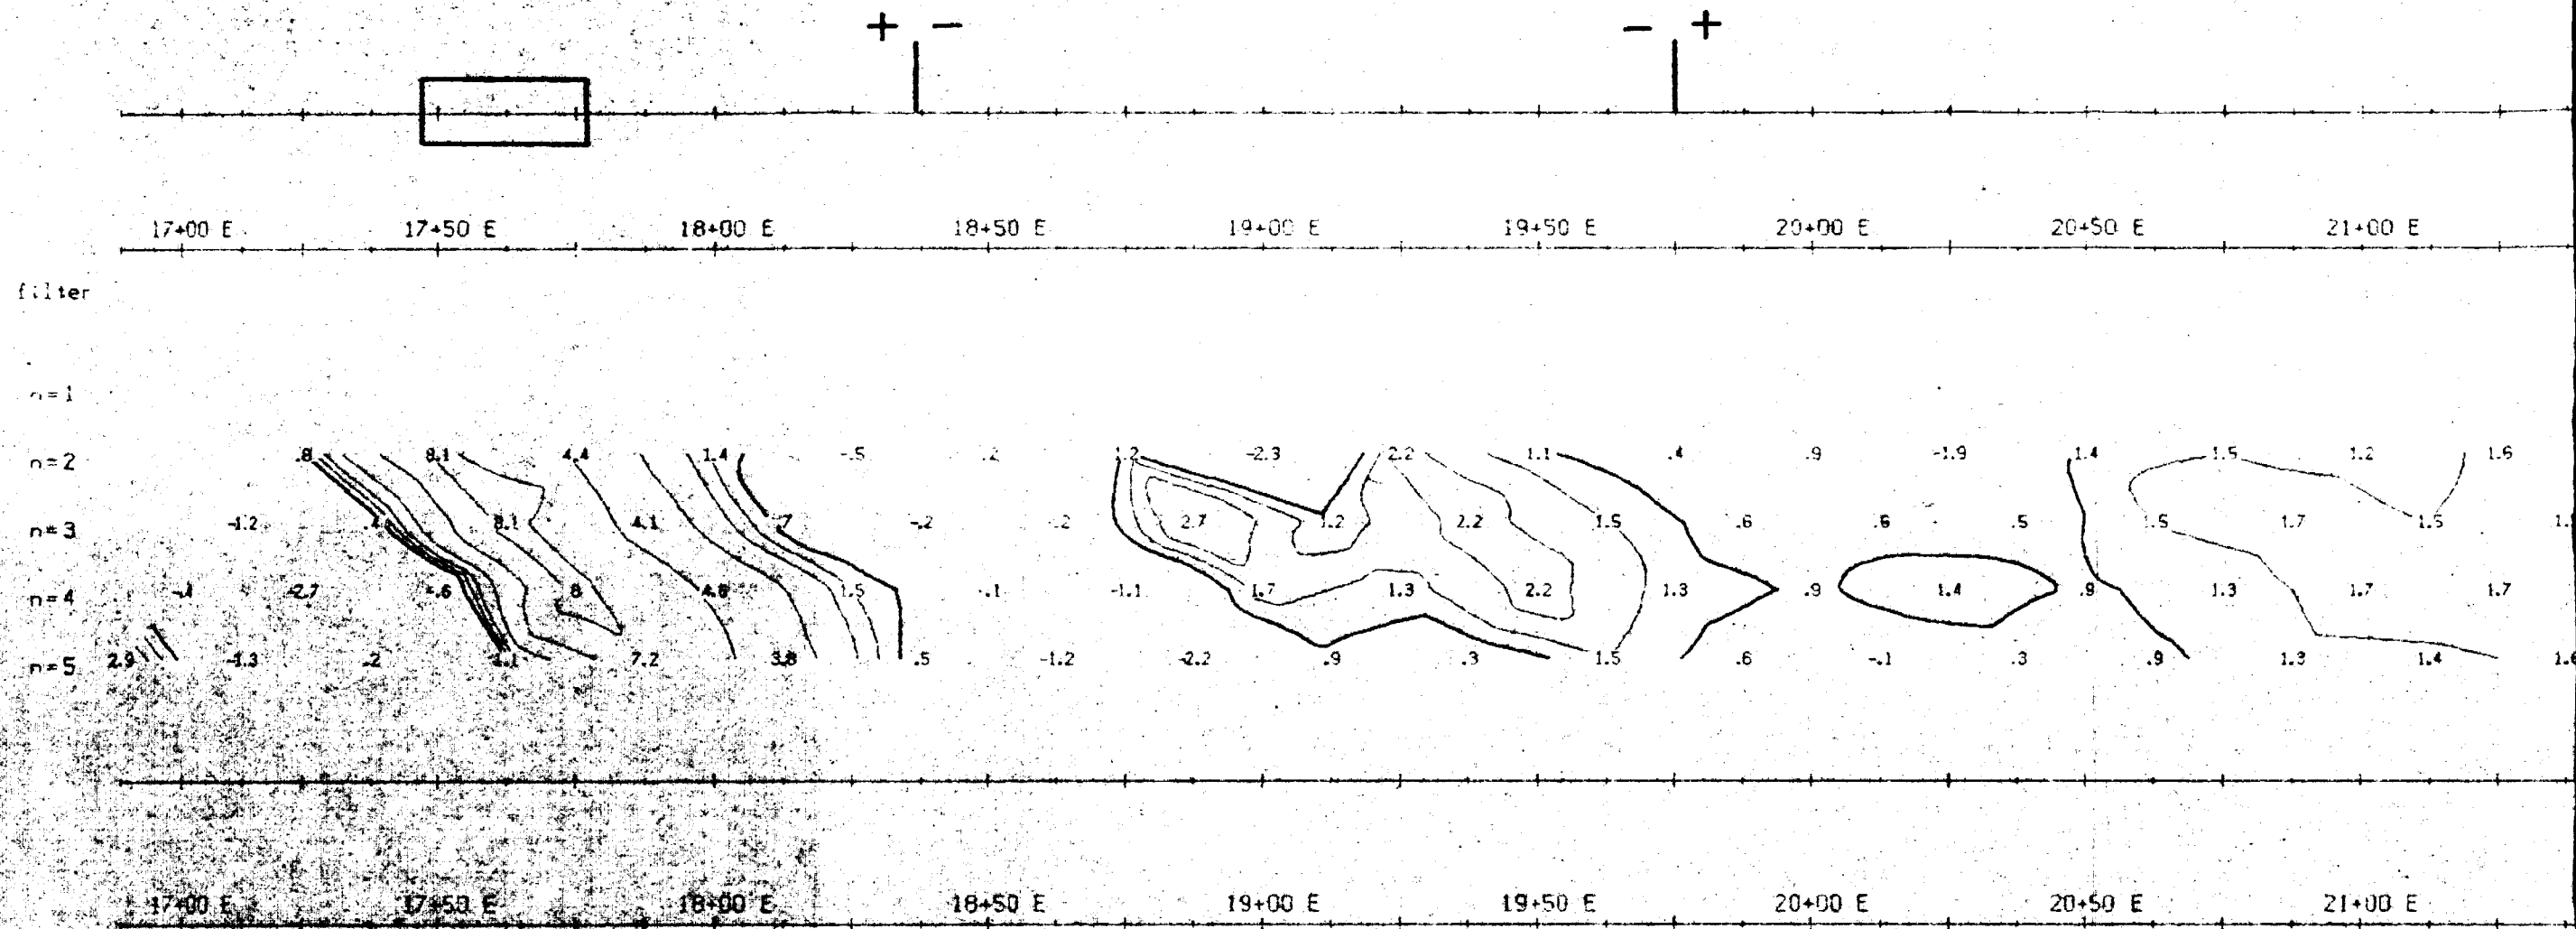 + − − +
17+00 E 17+50 E 18+00 E 18+50 E 19+00 E 19+50 E 20+00 E 20+50 E 21+00 E
filter
n=1
n=2 .8 8.1 4.4 1.4 -.5 .2 1.2 -2.3 2.2 1.1 .4 .9 -1.9 1.4 1.5 1.2 1.6
n=3 -1.2 .4 8.1 4.1 .7 -.2 .2 2.7 1.2 2.2 1.5 .6 .6 .5 1.5 1.7 1.5
n=4 -2.7 -.6 8 4.8 1.5 -.1 -1.1 1.7 1.3 2.2 1.3 .9 1.4 .9 1.3 1.7 1.7
n=5 2.9 -1.3 .2 1.1 7.2 3.8 .5 -1.2 -2.2 .9 .3 1.5 .6 -.1 .3 .9 1.3 1.4 1.6
17+00 E 17+50 E 18+00 E 18+50 E 19+00 E 19+50 E 20+00 E 20+50 E 21+00 E